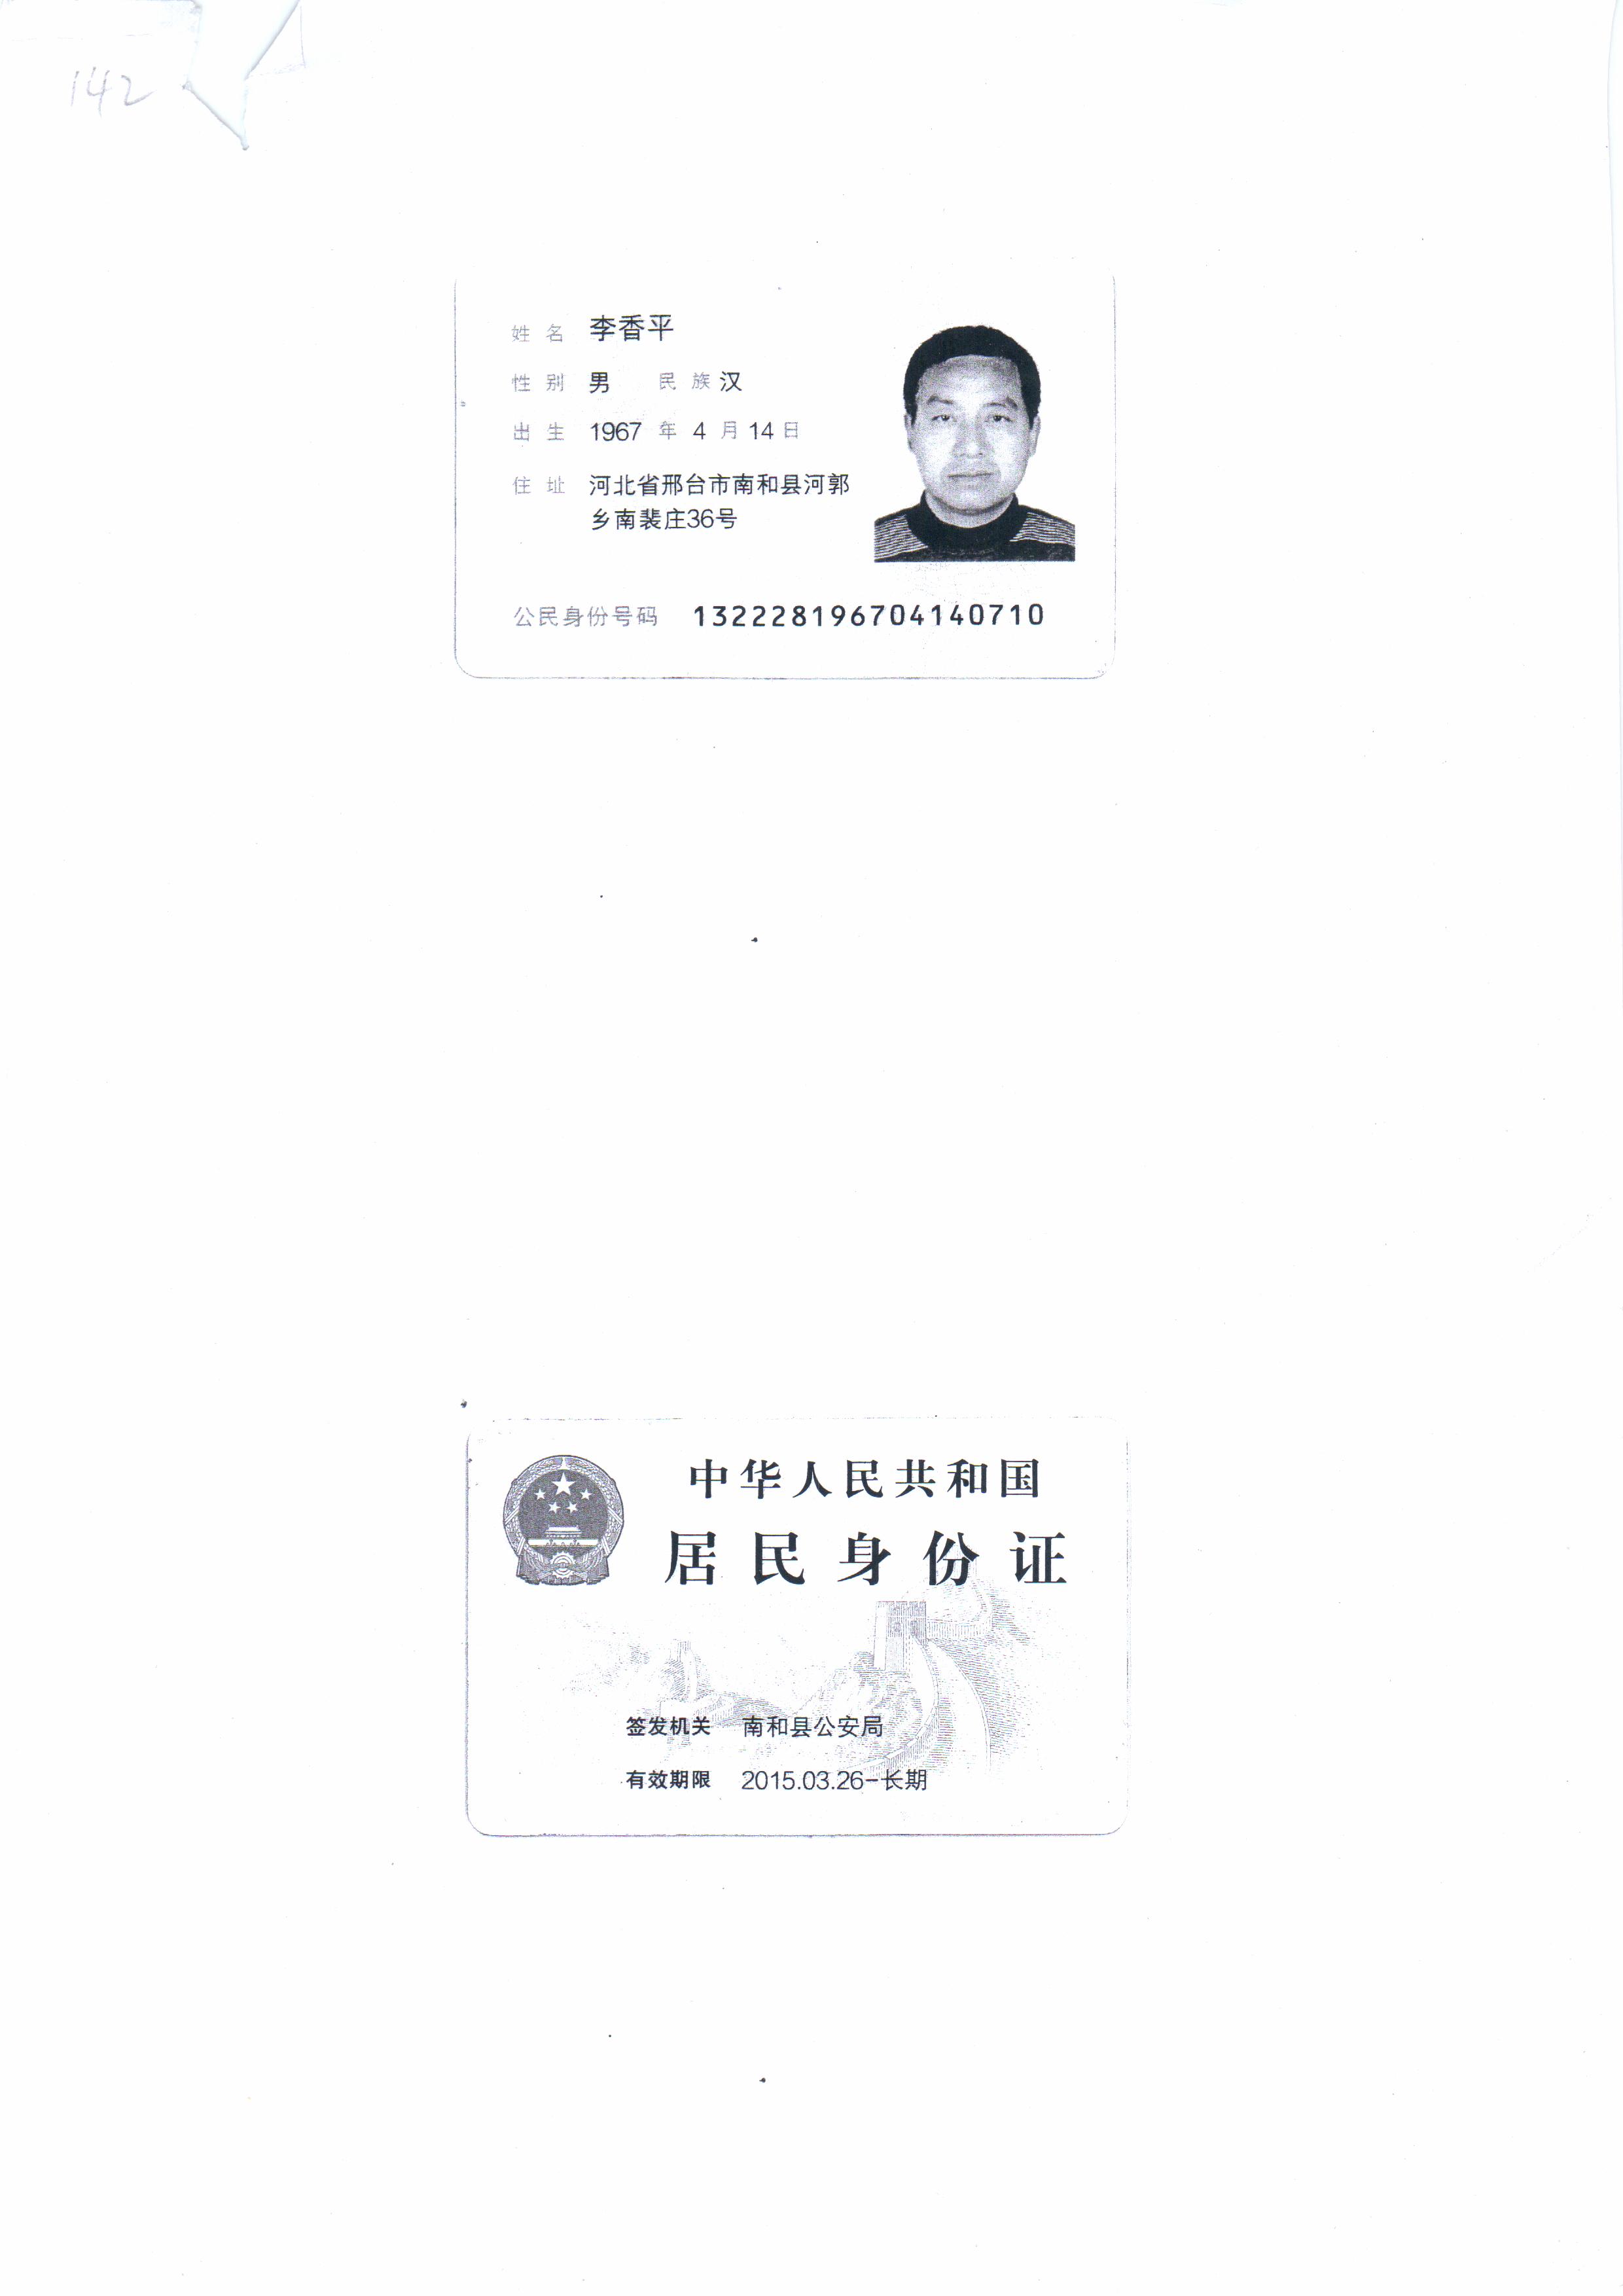 142
姓名 李香平
性别 男 民族 汉
出生 1967 年 4 月 14 日
住址 河北省邢台市南和县河郭
乡南裴庄36号
公民身份号码 132228196704140710
中华人民共和国
居民身份证
签发机关 南和县公安局
有效期限 2015.03.26-长期